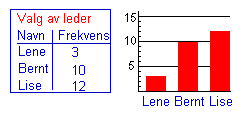 Valg av leder
Navn Frekvens
Lene 3
Bernt 10
Lise 12
15
10
5
Lene Bernt Lise